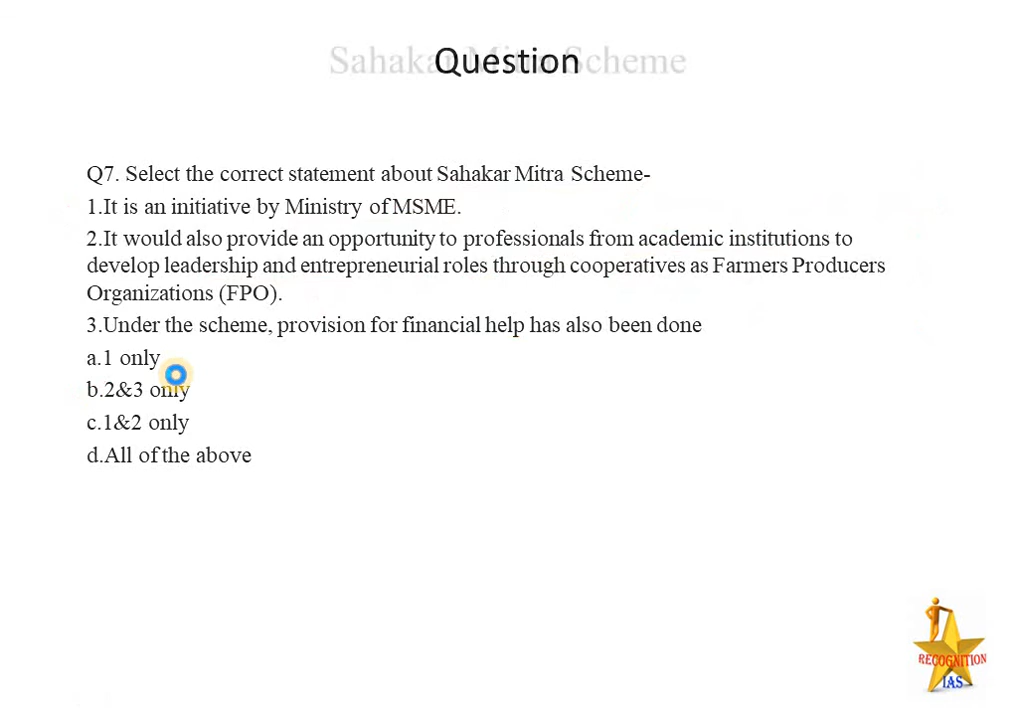 Sahakar Mitra Scheme
Question
Q7. Select the correct statement about Sahakar Mitra Scheme-
1.It is an initiative by Ministry of MSME.
2.It would also provide an opportunity to professionals from academic institutions to
develop leadership and entrepreneurial roles through cooperatives as Farmers Producers
Organizations (FPO).
3.Under the scheme, provision for financial help has also been done
a.1 only
b.2&3 only
c.1&2 only
d.All of the above
RECOGNITION
IAS